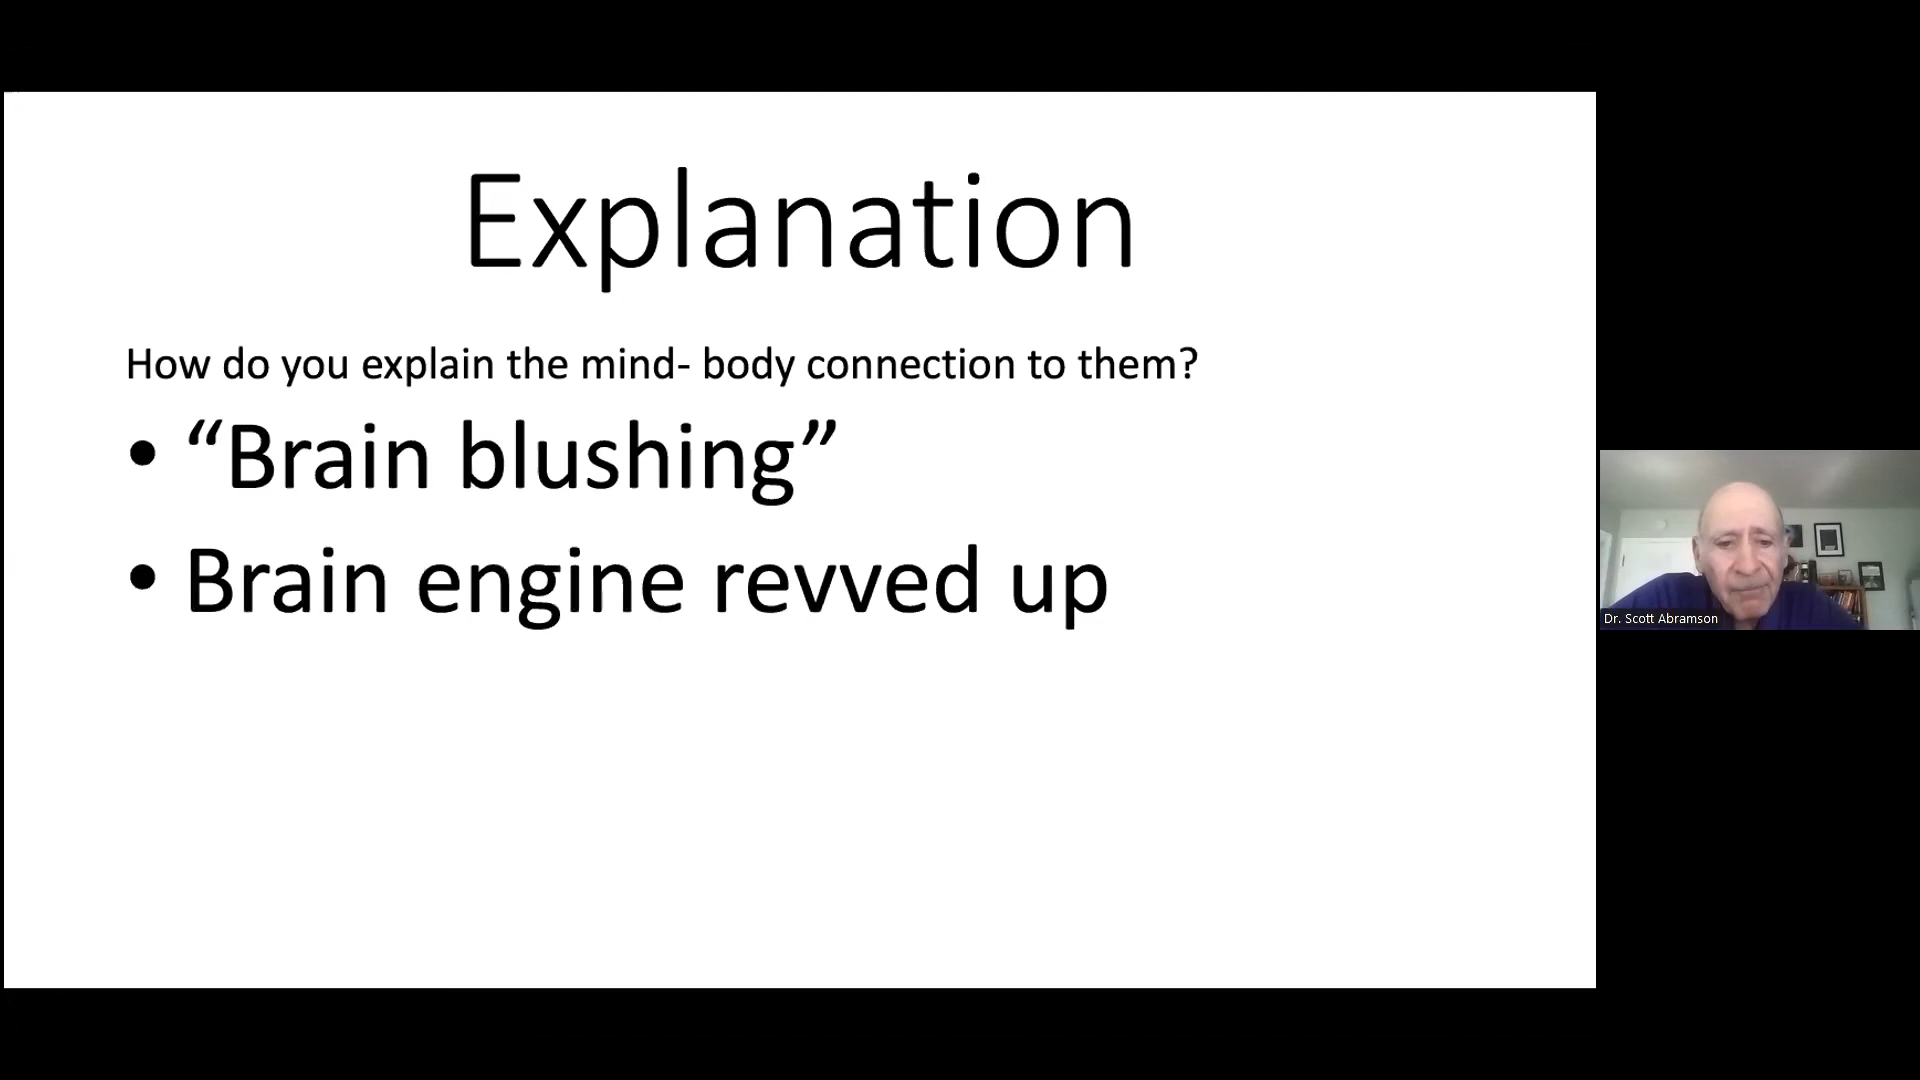 Explanation
How do you explain the mind- body connection to them?
• “Brain blushing”
• Brain engine revved up
Dr. Scott Abramson